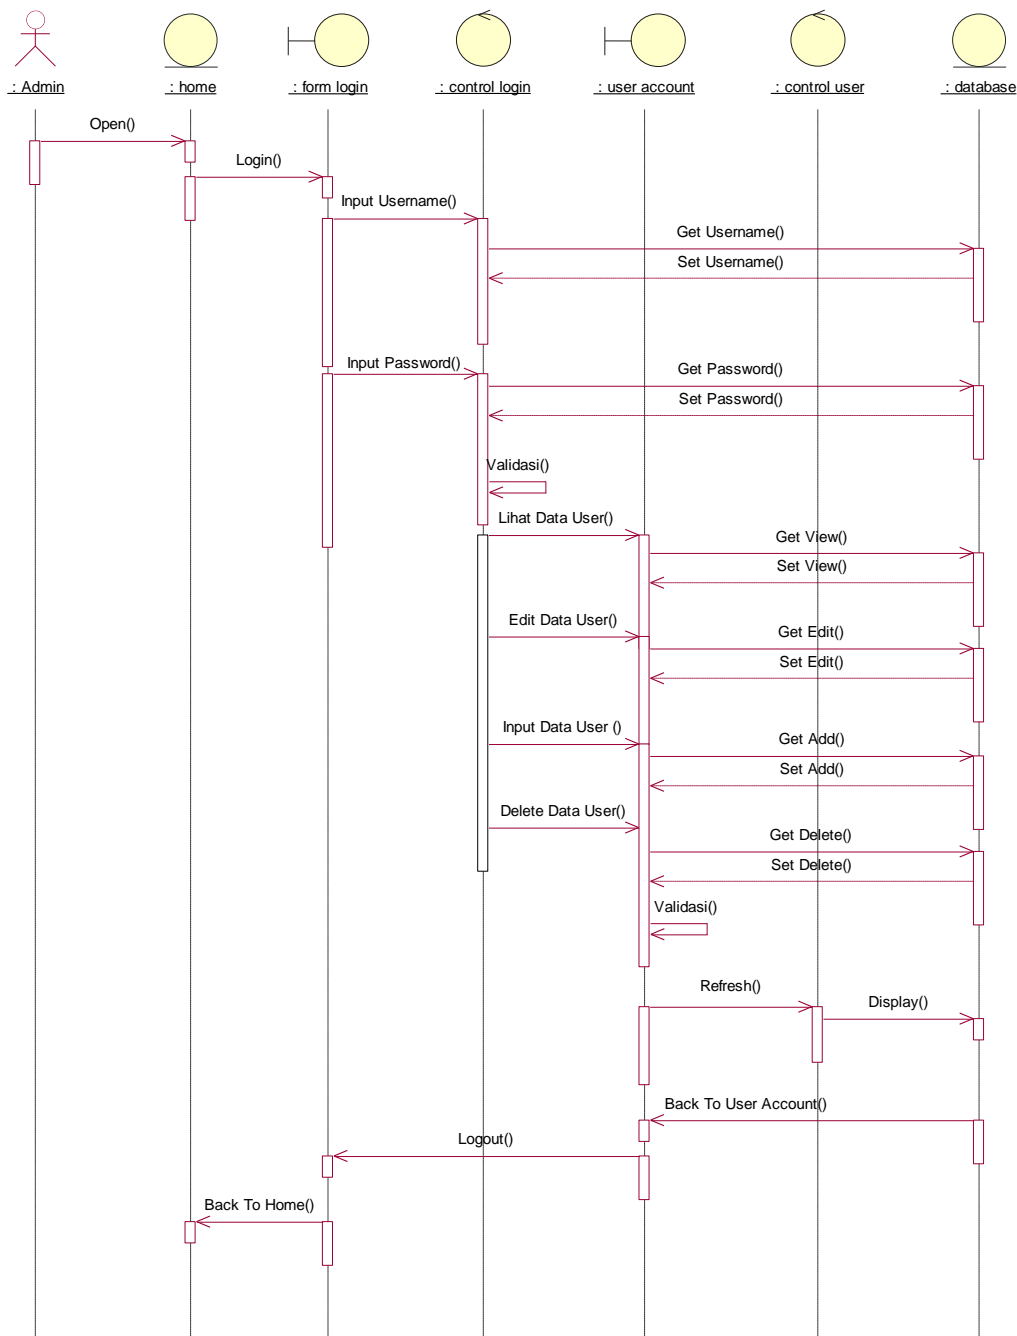 : Admin
: home
: form login
: control login
: user account
: control user
: database
Open()
Login()
Input Username()
Get Username()
Set Username()
Input Password()
Get Password()
Set Password()
Validasi()
Lihat Data User()
Get View()
Set View()
Edit Data User()
Get Edit()
Set Edit()
Input Data User ()
Get Add()
Set Add()
Delete Data User()
Get Delete()
Set Delete()
Validasi()
Refresh()
Display()
Back To User Account()
Logout()
Back To Home()